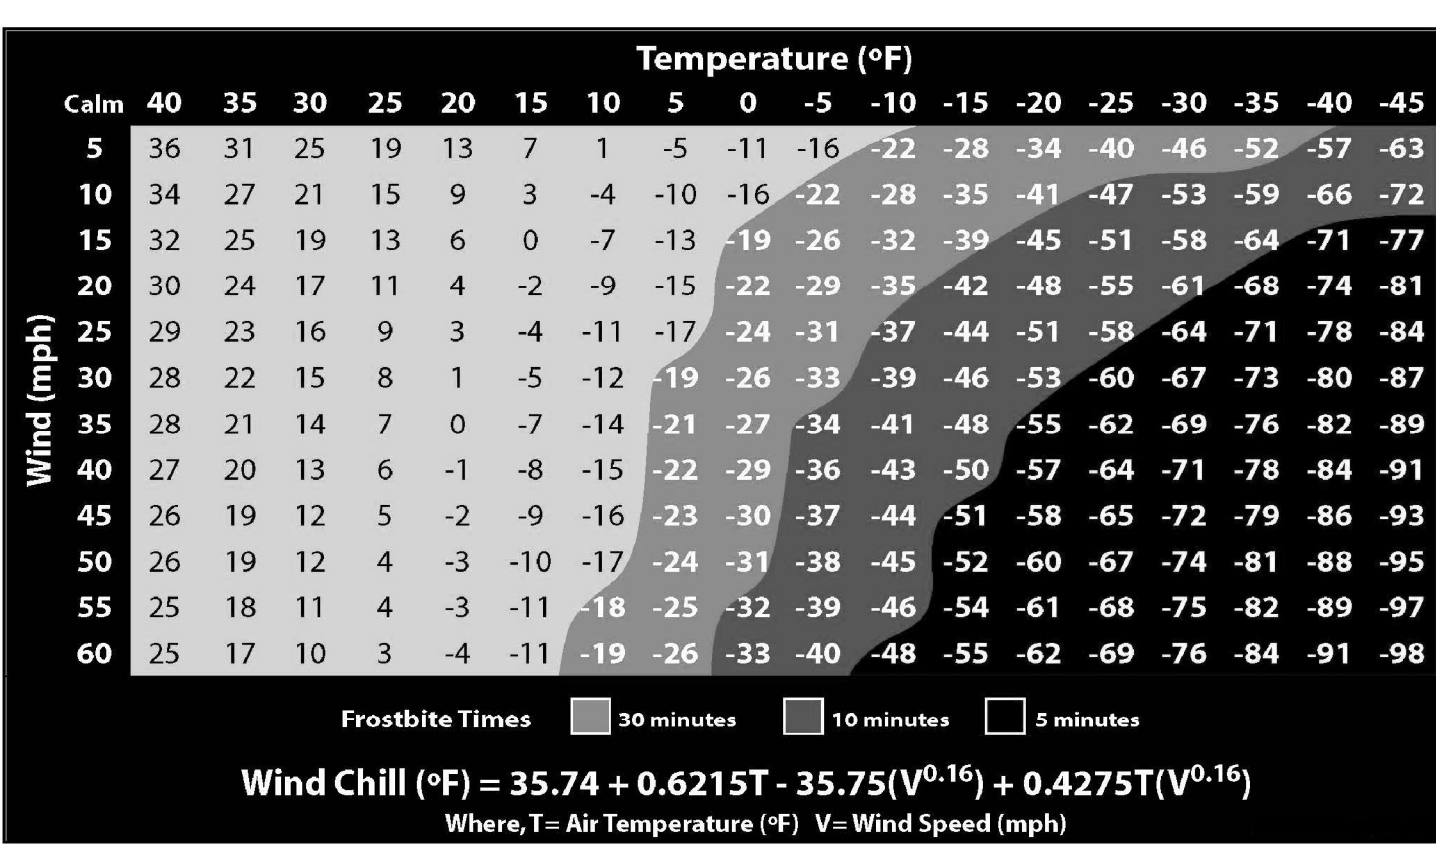 Temperature (ºF)
Calm 40 35 30 25 20 15 10 5 0 -5 -10 -15 -20 -25 -30 -35 -40 -45
5 36 31 25 19 13 7 1 -5 -11 -16 -22 -28 -34 -40 -46 -52 -57 -63
10 34 27 21 15 9 3 -4 -10 -16 -22 -28 -35 -41 -47 -53 -59 -66 -72
15 32 25 19 13 6 0 -7 -13 -19 -26 -32 -39 -45 -51 -58 -64 -71 -77
20 30 24 17 11 4 -2 -9 -15 -22 -29 -35 -42 -48 -55 -61 -68 -74 -81
25 29 23 16 9 3 -4 -11 -17 -24 -31 -37 -44 -51 -58 -64 -71 -78 -84
30 28 22 15 8 1 -5 -12 -19 -26 -33 -39 -46 -53 -60 -67 -73 -80 -87
35 28 21 14 7 0 -7 -14 -21 -27 -34 -41 -48 -55 -62 -69 -76 -82 -89
40 27 20 13 6 -1 -8 -15 -22 -29 -36 -43 -50 -57 -64 -71 -78 -84 -91
45 26 19 12 5 -2 -9 -16 -23 -30 -37 -44 -51 -58 -65 -72 -79 -86 -93
50 26 19 12 4 -3 -10 -17 -24 -31 -38 -45 -52 -60 -67 -74 -81 -88 -95
55 25 18 11 4 -3 -11 -18 -25 -32 -39 -46 -54 -61 -68 -75 -82 -89 -97
60 25 17 10 3 -4 -11 -19 -26 -33 -40 -48 -55 -62 -69 -76 -84 -91 -98
Wind (mph)
Frostbite Times 30 minutes 10 minutes 5 minutes
Wind Chill (ºF) = 35.74 + 0.6215T - 35.75(V^0.16) + 0.4275T(V^0.16)
Where, T= Air Temperature (ºF) V= Wind Speed (mph)